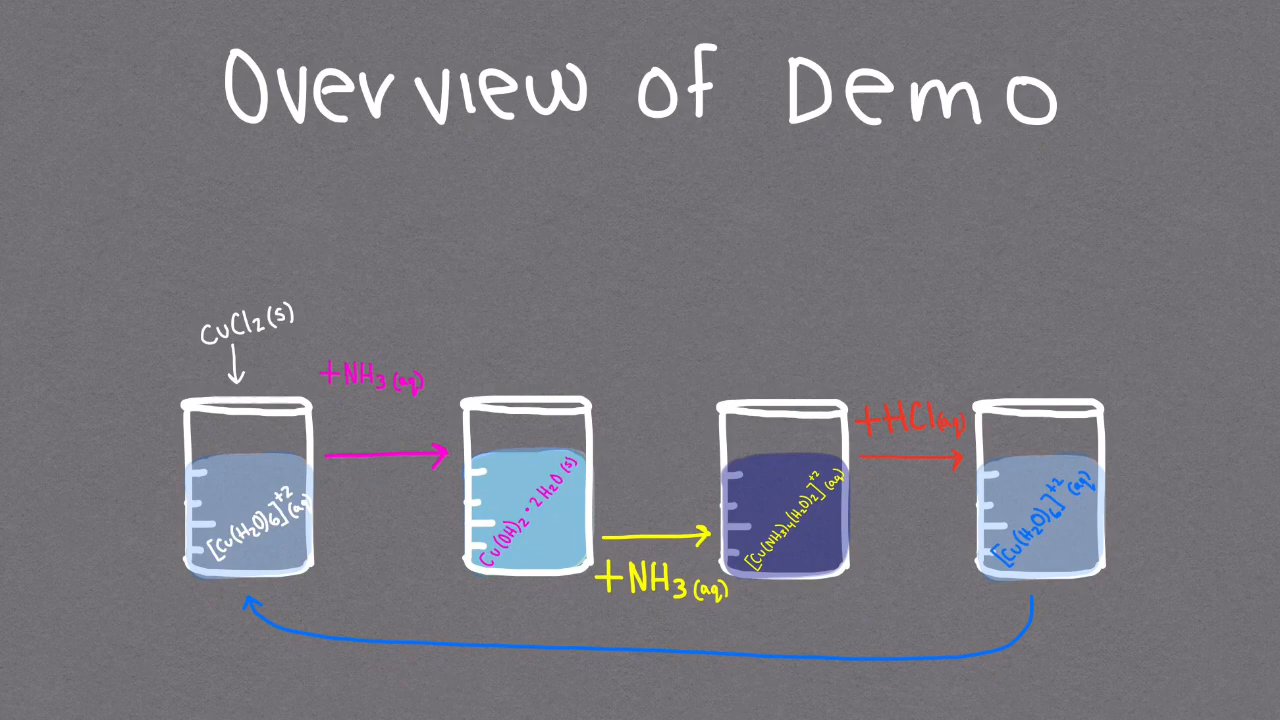 Overview of Demo
CuCl₂(s)
+NH₃(aq)
[Cu(H₂O)₆]⁺²(aq)
Cu(OH)₂·2H₂O(s)
+NH₃(aq)
[Cu(NH₃)₄(H₂O)₂]⁺²(aq)
+HCl(aq)
[Cu(H₂O)₆]⁺²(aq)